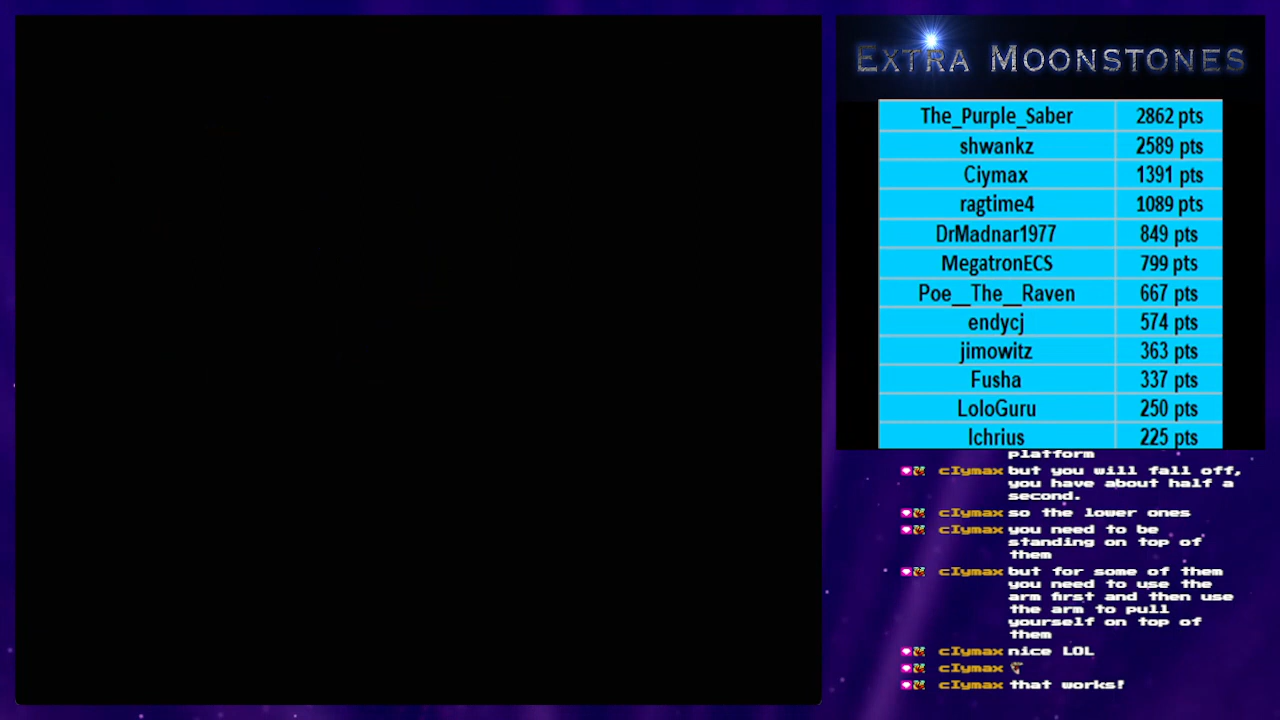 Extra Moonstones
The_Purple_Saber 2862 pts
shwankz 2589 pts
Ciymax 1391 pts
ragtime4 1089 pts
DrMadnar1977 849 pts
MegatronECS 799 pts
Poe__The__Raven 667 pts
endycj 574 pts
jimowitz 363 pts
Fusha 337 pts
LoloGuru 250 pts
Ichrius 225 pts
platform
cIymax but you will fall off,
you have about half a
second.
cIymax so the lower ones
cIymax you need to be
standing on top of
them
cIymax but for some of them
you need to use the
arm first and then use
the arm to pull
yourself on top of
them
cIymax nice LOL
cIymax
cIymax that works!